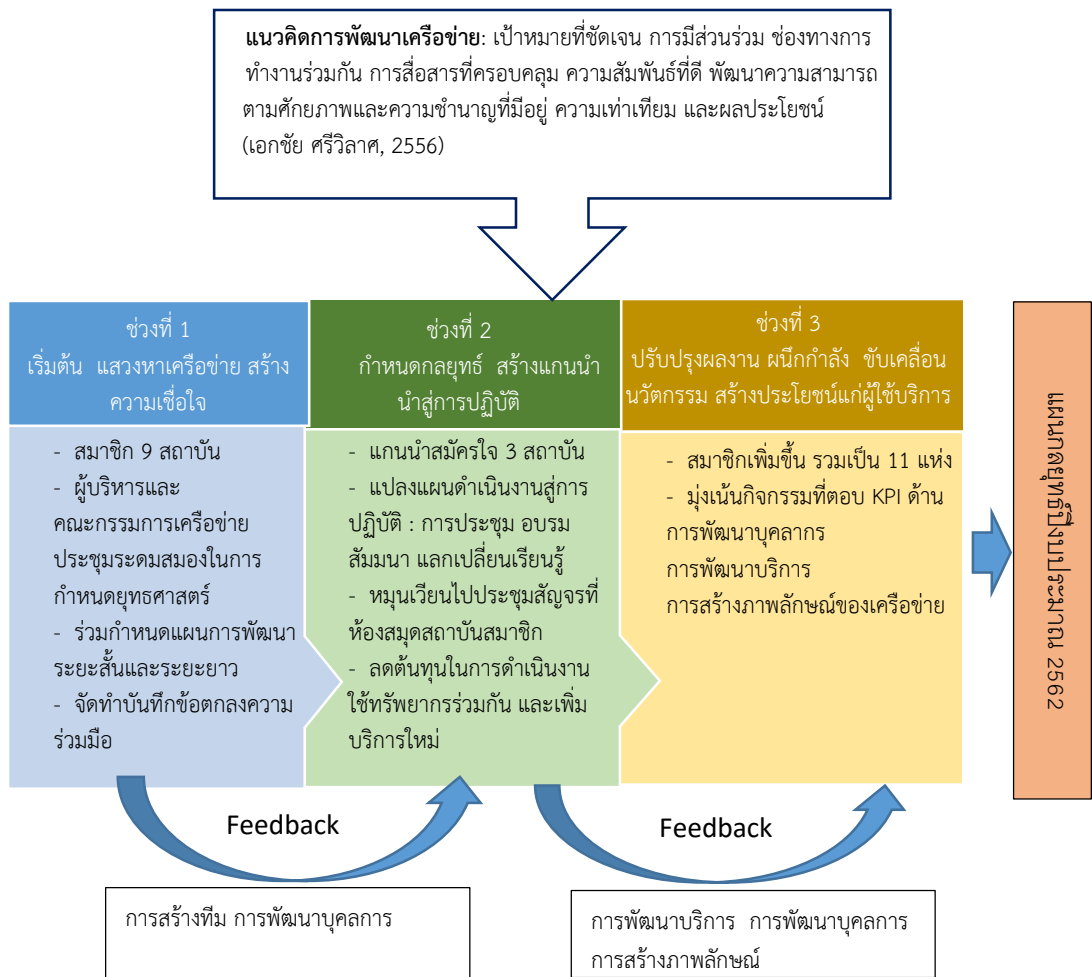 แนวคิดการพัฒนาเครือข่าย: เป้าหมายที่ชัดเจน การมีส่วนร่วม ช่องทางการ
ทำงานร่วมกัน การสื่อสารที่ครอบคลุม ความสัมพันธ์ที่ดี พัฒนาความสามารถ
ตามศักยภาพและความชำนาญที่มีอยู่ ความเท่าเทียม และผลประโยชน์
(เอกชัย ศรีวิลาศ, 2556)
ช่วงที่ 1
เริ่มต้น แสวงหาเครือข่าย สร้าง
ความเชื่อใจ
- สมาชิก 9 สถาบัน
- ผู้บริหารและ
คณะกรรมการเครือข่าย
ประชุมระดมสมองในการ
กำหนดยุทธศาสตร์
- ร่วมกำหนดแผนการพัฒนา
ระยะสั้นและระยะยาว
- จัดทำบันทึกข้อตกลงความ
ร่วมมือ
ช่วงที่ 2
กำหนดกลยุทธ์ สร้างแกนนำ
นำสู่การปฏิบัติ
- แกนนำสมัครใจ 3 สถาบัน
- แปลงแผนดำเนินงานสู่การ
ปฏิบัติ : การประชุม อบรม
สัมมนา แลกเปลี่ยนเรียนรู้
- หมุนเวียนไปประชุมสัญจรที่
ห้องสมุดสถาบันสมาชิก
- ลดต้นทุนในการดำเนินงาน
ใช้ทรัพยากรร่วมกัน และเพิ่ม
บริการใหม่
ช่วงที่ 3
ปรับปรุงผลงาน ผนึกกำลัง ขับเคลื่อน
นวัตกรรม สร้างประโยชน์แก่ผู้ใช้บริการ
- สมาชิกเพิ่มขึ้น รวมเป็น 11 แห่ง
- มุ่งเน้นกิจกรรมที่ตอบ KPI ด้าน
การพัฒนาบุคลากร
การพัฒนาบริการ
การสร้างภาพลักษณ์ของเครือข่าย
แผนกลยุทธ์ปีงบประมาณ 2562
Feedback
Feedback
การสร้างทีม การพัฒนาบุคลการ
การพัฒนาบริการ การพัฒนาบุคลการ
การสร้างภาพลักษณ์